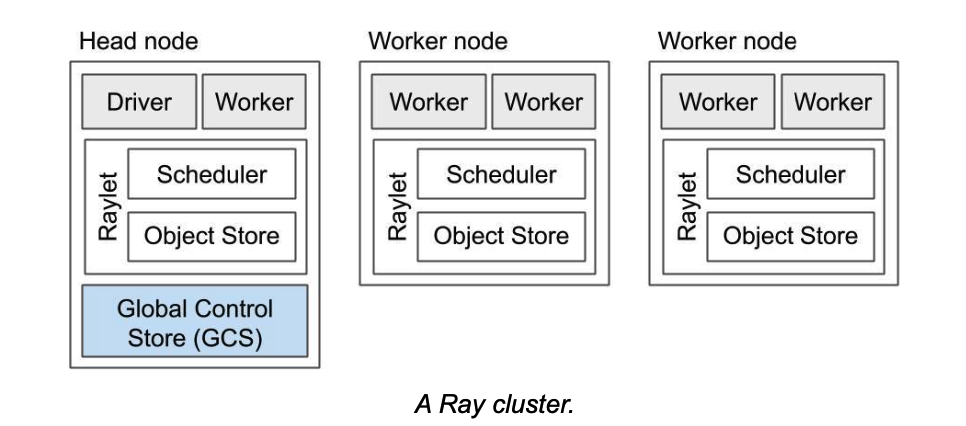 Head node
Driver
Worker
Raylet
Scheduler
Object Store
Global Control
Store (GCS)
Worker node
Worker
Worker
Raylet
Scheduler
Object Store
Worker node
Worker
Worker
Raylet
Scheduler
Object Store
A Ray cluster.